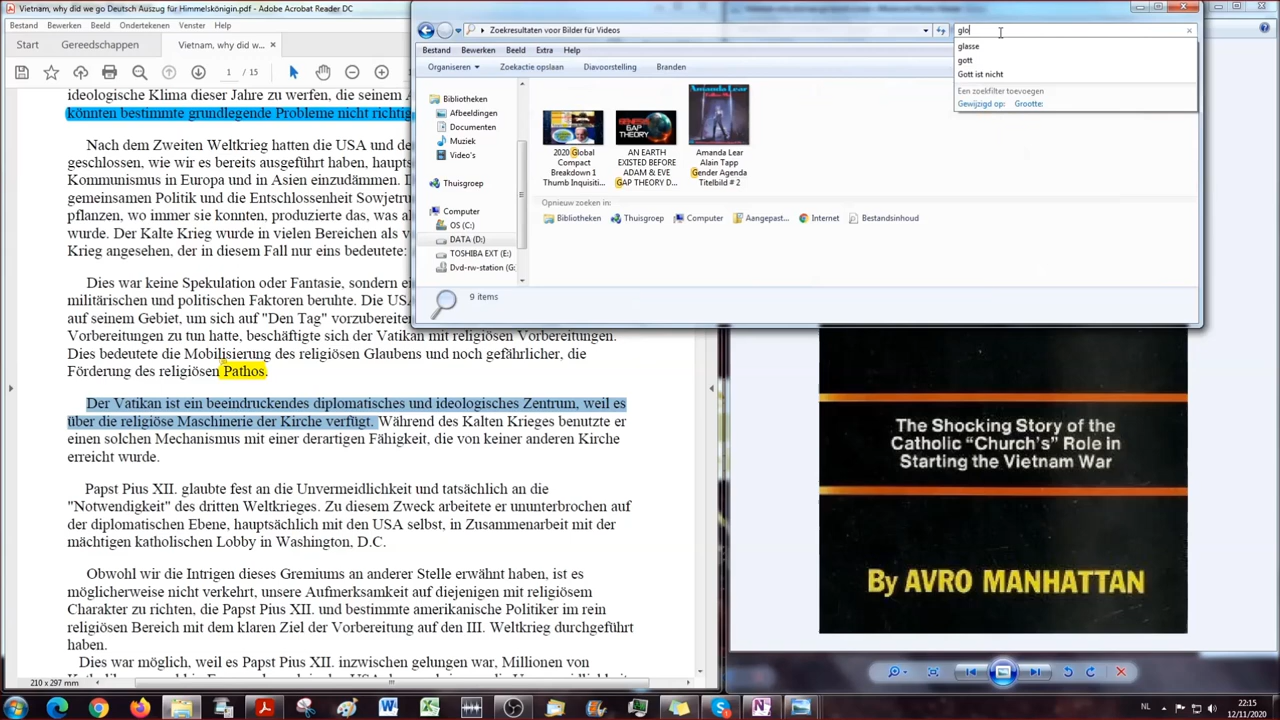 Vietnam, why did we go Deutsch Auszug für Himmelskönigin.pdf - Adobe Acrobat Reader DC
Bestand Bewerken Beeld Ondertekenen Venster Help
Start Gereedschappen Vietnam, why did w... ×
1 / 15
ideologische Klima dieser Jahre zu werfen, die seinem A
könnten bestimmte grundlegende Probleme nicht richtig
Nach dem Zweiten Weltkrieg hatten die USA und de
geschlossen, wie wir es bereits ausgeführt haben, haupts
Kommunismus in Europa und in Asien einzudämmen. D
gemeinsamen Politik und die Entschlossenheit Sowjetru
pflanzen, wo immer sie konnten, produzierte das, was al
wurde. Der Kalte Krieg wurde in vielen Bereichen als v
Krieg angesehen, der in diesem Fall nur eins bedeutete:
Dies war keine Spekulation oder Fantasie, sondern ei
militärischen und politischen Faktoren beruhte. Die USA
auf seinem Gebiet, um sich auf "Den Tag" vorzubereiten
Vorbereitungen zu tun hatte, beschäftigte sich der Vatikan mit religiösen Vorbereitungen.
Dies bedeutete die Mobilisierung des religiösen Glaubens und noch gefährlicher, die
Förderung des religiösen Pathos.
Der Vatikan ist ein beeindruckendes diplomatisches und ideologisches Zentrum, weil es
über die religiöse Maschinerie der Kirche verfügt. Während des Kalten Krieges benutzte er
einen solchen Mechanismus mit einer derartigen Fähigkeit, die von keiner anderen Kirche
erreicht wurde.
Papst Pius XII. glaubte fest an die Unvermeidlichkeit und tatsächlich an die
"Notwendigkeit" des dritten Weltkrieges. Zu diesem Zweck arbeitete er ununterbrochen auf
der diplomatischen Ebene, hauptsächlich mit den USA selbst, in Zusammenarbeit mit der
mächtigen katholischen Lobby in Washington, D.C.
Obwohl wir die Intrigen dieses Gremiums an anderer Stelle erwähnt haben, ist es
möglicherweise nicht verkehrt, unsere Aufmerksamkeit auf diejenigen mit religiösem
Charakter zu richten, die Papst Pius XII. und bestimmte amerikanische Politiker im rein
religiösen Bereich mit dem klaren Ziel der Vorbereitung auf den III. Weltkrieg durchgeführt
haben.
Dies war möglich, weil es Papst Pius XII. inzwischen gelungen war, Millionen von
210 x 297 mm
Zoekresultaten voor Bilder für Videos
glo
glasse
gott
Gott ist nicht
Een zoekfilter toevoegen
Gewijzigd op: Grootte:
Bestand Bewerken Beeld Extra Help
Organiseren Zoekactie opslaan Diavoorstelling Branden
Bibliotheken
Afbeeldingen
Documenten
Muziek
Video's
Thuisgroep
Computer
OS (C:)
DATA (D:)
TOSHIBA EXT (E:)
Dvd-rw-station (G:
GENESIS
GAP THEORY
Amanda Lear
2020 Global
Compact
Breakdown 1
Thumb Inquisiti...
AN EARTH
EXISTED BEFORE
ADAM & EVE
GAP THEORY D...
Amanda Lear
Alain Tapp
Gender Agenda
Titelbild # 2
Opnieuw zoeken in:
Bibliotheken Thuisgroep Computer Aangepast... Internet Bestandsinhoud
9 items
The Shocking Story of the
Catholic “Church’s” Role in
Starting the Vietnam War
By AVRO MANHATTAN
NL
22:15
12/11/2020